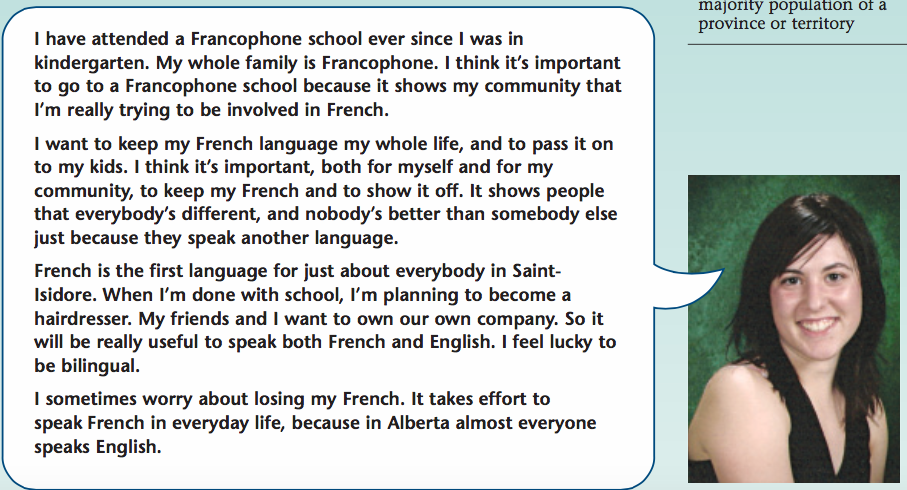 majority population of a
province or territory
I have attended a Francophone school ever since I was in
kindergarten. My whole family is Francophone. I think it's important
to go to a Francophone school because it shows my community that
I'm really trying to be involved in French.
I want to keep my French language my whole life, and to pass it on
to my kids. I think it's important, both for myself and for my
community, to keep my French and to show it off. It shows people
that everybody's different, and nobody's better than somebody else
just because they speak another language.
French is the first language for just about everybody in Saint-
Isidore. When I'm done with school, I'm planning to become a
hairdresser. My friends and I want to own our own company. So it
will be really useful to speak both French and English. I feel lucky to
be bilingual.
I sometimes worry about losing my French. It takes effort to
speak French in everyday life, because in Alberta almost everyone
speaks English.